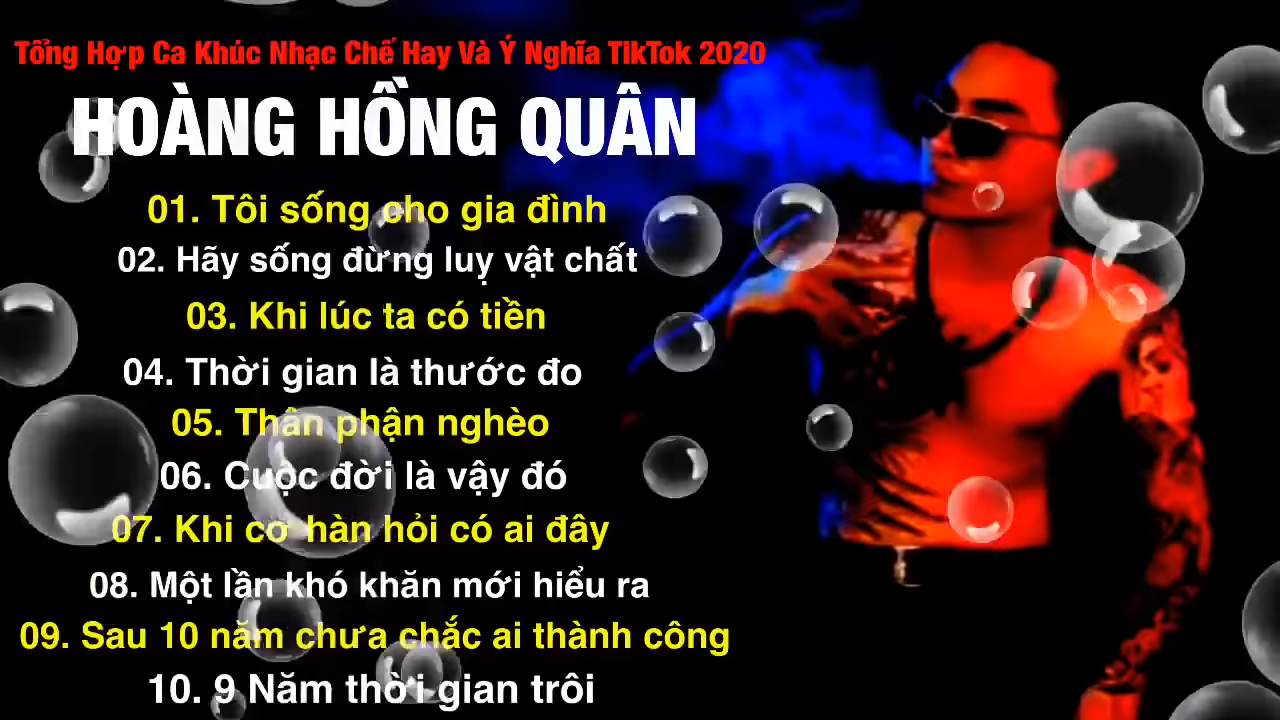 Tổng Hợp Ca Khúc Nhạc Chế Hay Và Ý Nghĩa TikTok 2020
HOÀNG HỒNG QUÂN
01. Tôi sống cho gia đình
02. Hãy sống đừng luỵ vật chất
03. Khi lúc ta có tiền
04. Thời gian là thước đo
05. Thân phận nghèo
06. Cuộc đời là vậy đó
07. Khi cơ hàn hỏi có ai đây
08. Một lần khó khăn mới hiểu ra
09. Sau 10 năm chưa chắc ai thành công
10. 9 Năm thời gian trôi